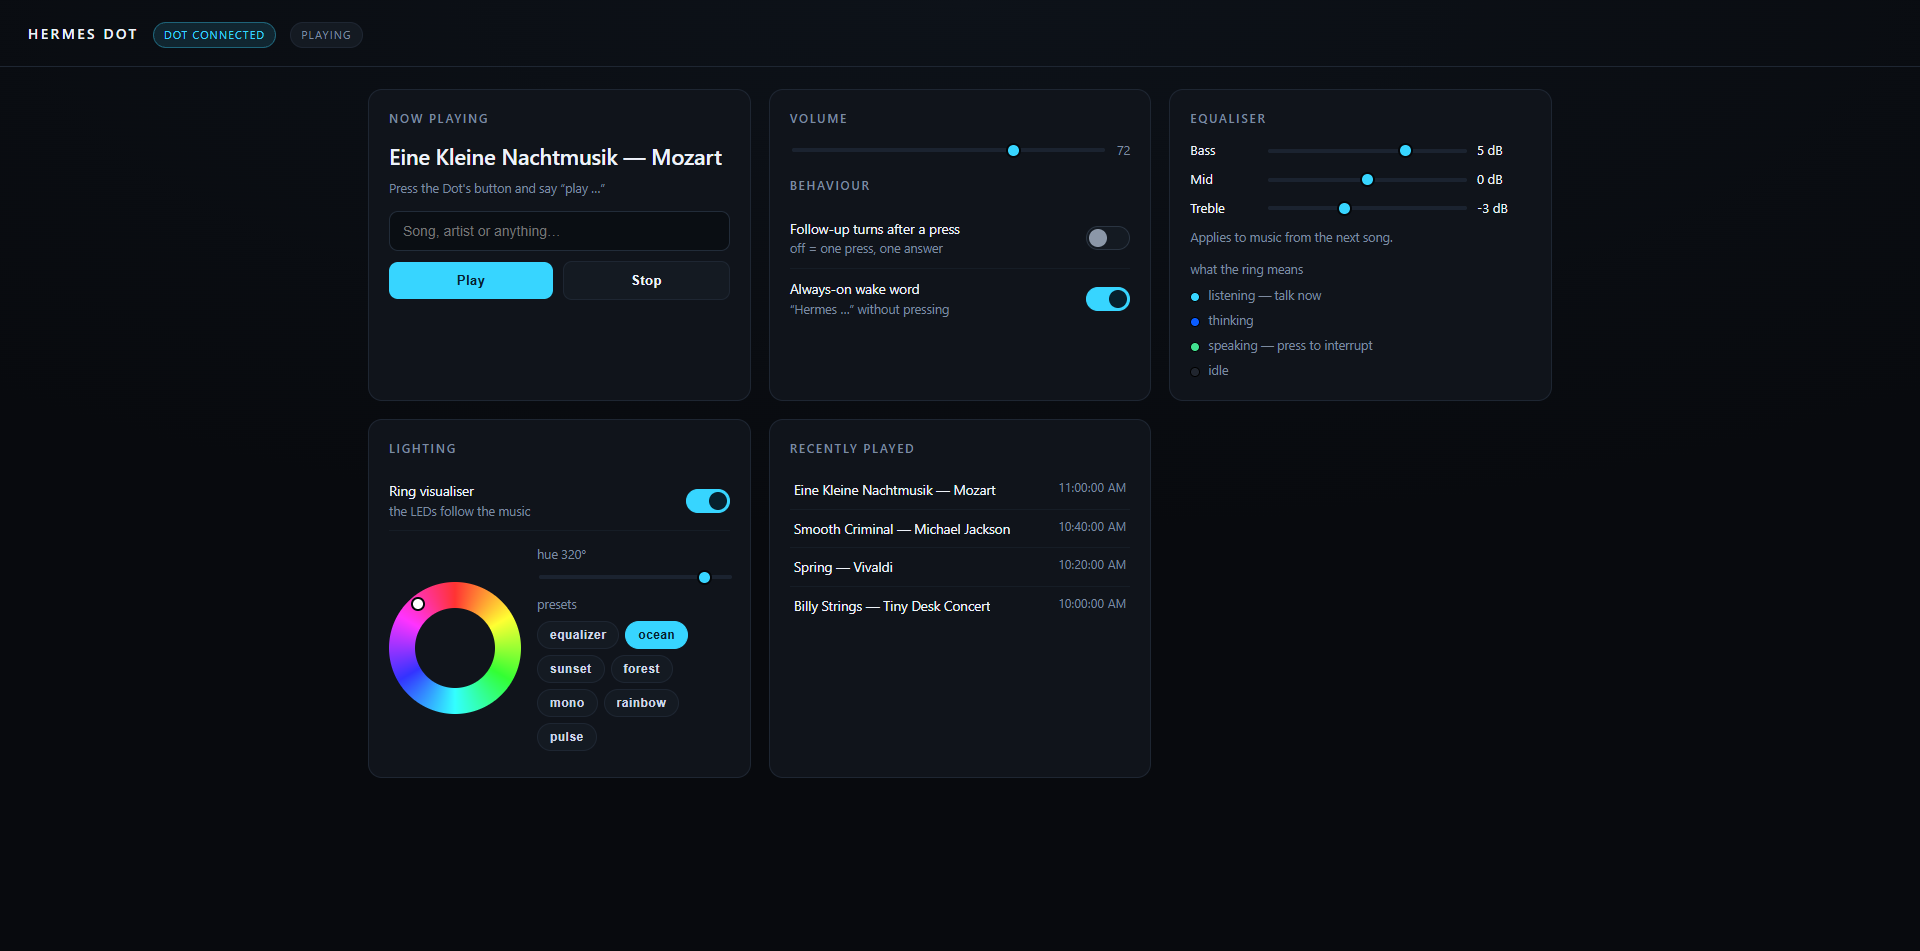 HERMES DOT
DOT CONNECTED
PLAYING
NOW PLAYING
Eine Kleine Nachtmusik — Mozart
Press the Dot's button and say “play …”
Song, artist or anything…
Play
Stop
VOLUME
72
BEHAVIOUR
Follow-up turns after a press
off = one press, one answer
Always-on wake word
“Hermes …” without pressing
EQUALISER
Bass 5 dB
Mid 0 dB
Treble -3 dB
Applies to music from the next song.
what the ring means
listening — talk now
thinking
speaking — press to interrupt
idle
LIGHTING
Ring visualiser
the LEDs follow the music
hue 320°
presets
equalizer ocean
sunset forest
mono rainbow
pulse
RECENTLY PLAYED
Eine Kleine Nachtmusik — Mozart 11:00:00 AM
Smooth Criminal — Michael Jackson 10:40:00 AM
Spring — Vivaldi 10:20:00 AM
Billy Strings — Tiny Desk Concert 10:00:00 AM